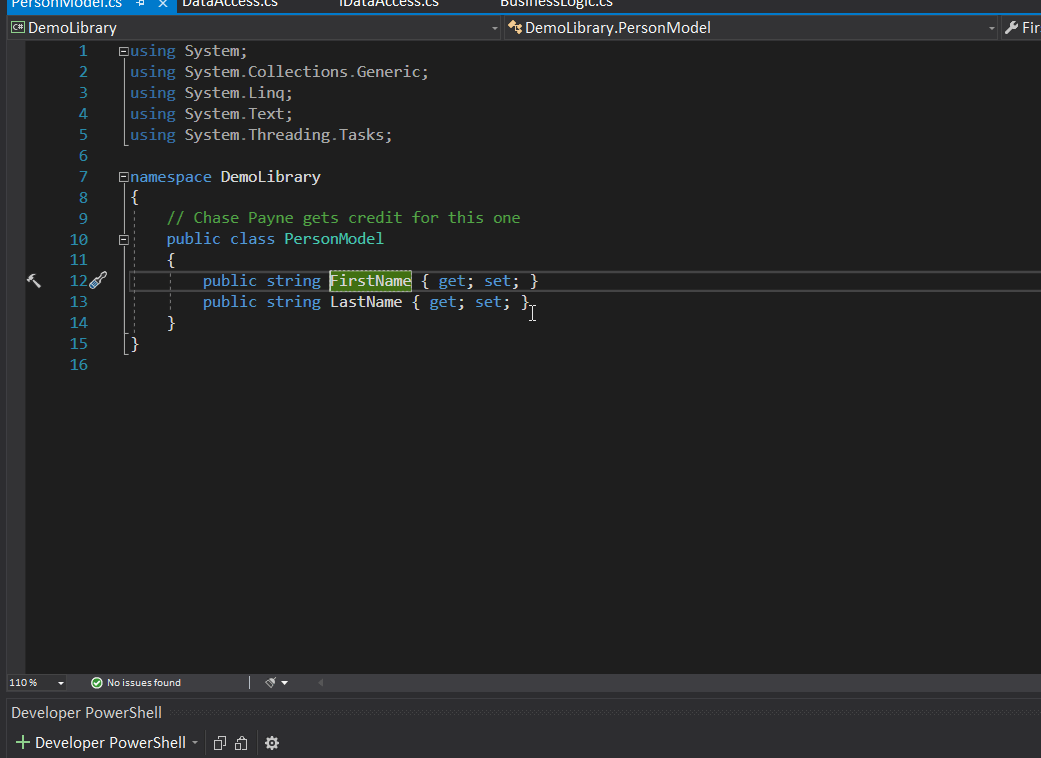 PersonModel.cs DataAccess.cs IDataAccess.cs BusinessLogic.cs
C# DemoLibrary DemoLibrary.PersonModel
1 using System;
2 using System.Collections.Generic;
3 using System.Linq;
4 using System.Text;
5 using System.Threading.Tasks;
6
7 namespace DemoLibrary
8 {
9 // Chase Payne gets credit for this one
10 public class PersonModel
11 {
12 public string FirstName { get; set; }
13 public string LastName { get; set; }
14 }
15 }
16
110 % No issues found
Developer PowerShell
+ Developer PowerShell